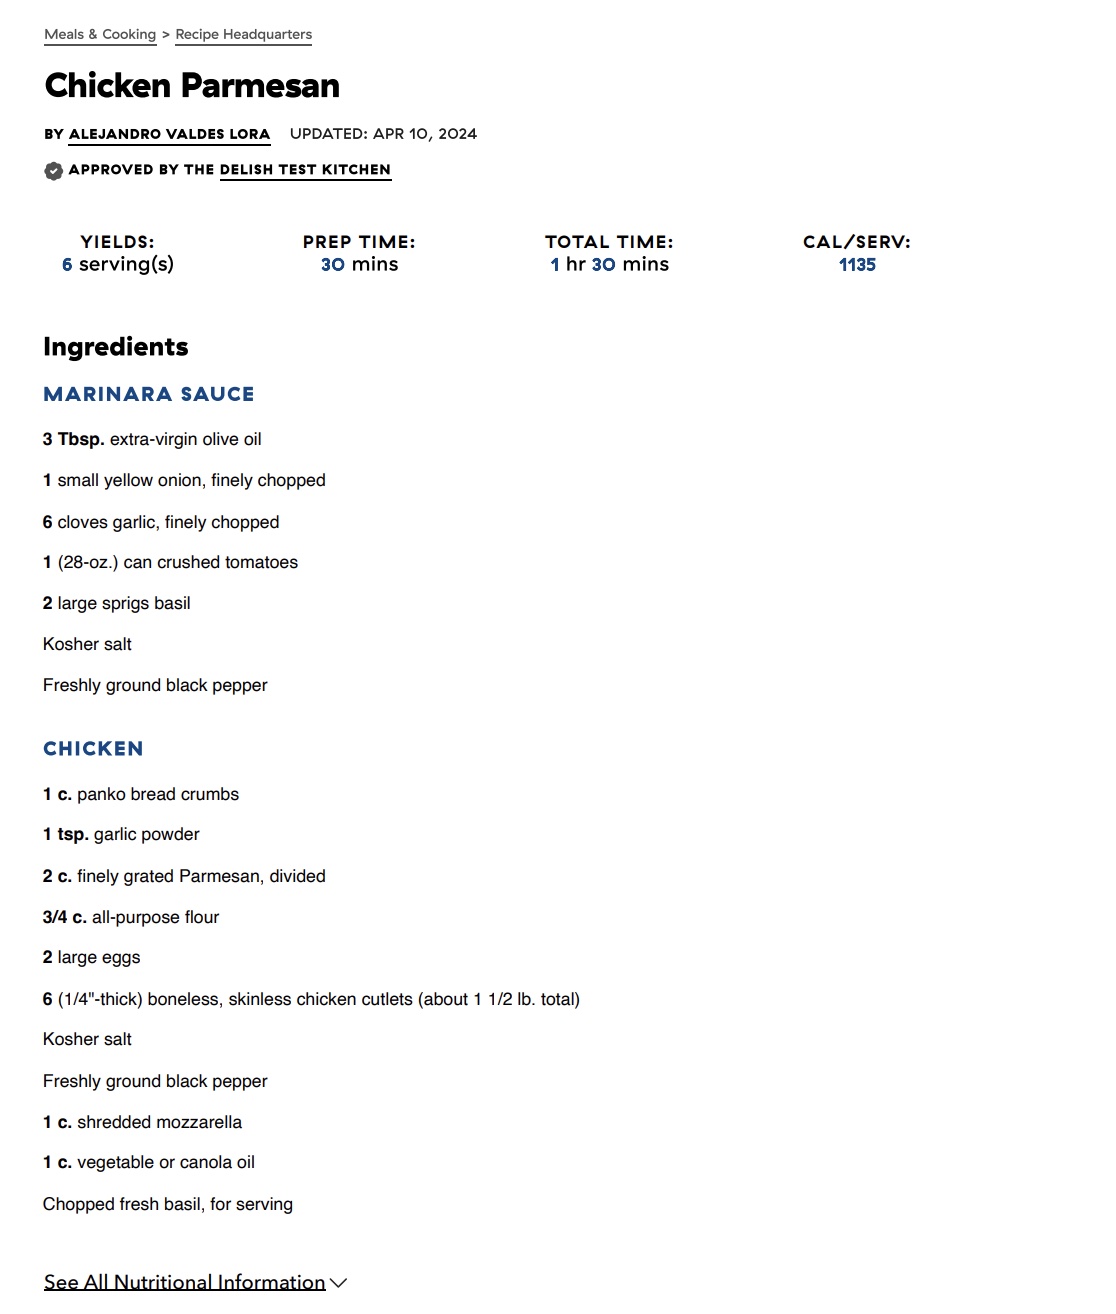 Meals & Cooking > Recipe Headquarters
Chicken Parmesan
BY ALEJANDRO VALDES LORA UPDATED: APR 10, 2024
APPROVED BY THE DELISH TEST KITCHEN
YIELDS: PREP TIME: TOTAL TIME: CAL/SERV:
6 serving(s) 30 mins 1 hr 30 mins 1135
Ingredients
MARINARA SAUCE
3 Tbsp. extra-virgin olive oil
1 small yellow onion, finely chopped
6 cloves garlic, finely chopped
1 (28-oz.) can crushed tomatoes
2 large sprigs basil
Kosher salt
Freshly ground black pepper
CHICKEN
1 c. panko bread crumbs
1 tsp. garlic powder
2 c. finely grated Parmesan, divided
3/4 c. all-purpose flour
2 large eggs
6 (1/4"-thick) boneless, skinless chicken cutlets (about 1 1/2 lb. total)
Kosher salt
Freshly ground black pepper
1 c. shredded mozzarella
1 c. vegetable or canola oil
Chopped fresh basil, for serving
See All Nutritional Information